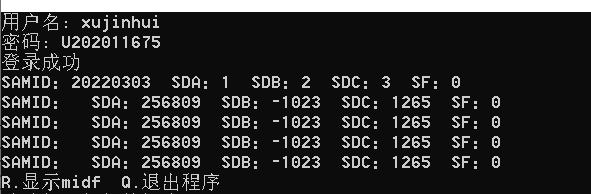 用户名: xujinhui
密码: U202011675
登录成功
SAMID: 20220303 SDA: 1 SDB: 2 SDC: 3 SF: 0
SAMID: SDA: 256809 SDB: -1023 SDC: 1265 SF: 0
SAMID: SDA: 256809 SDB: -1023 SDC: 1265 SF: 0
SAMID: SDA: 256809 SDB: -1023 SDC: 1265 SF: 0
SAMID: SDA: 256809 SDB: -1023 SDC: 1265 SF: 0
R.显示midf Q.退出程序